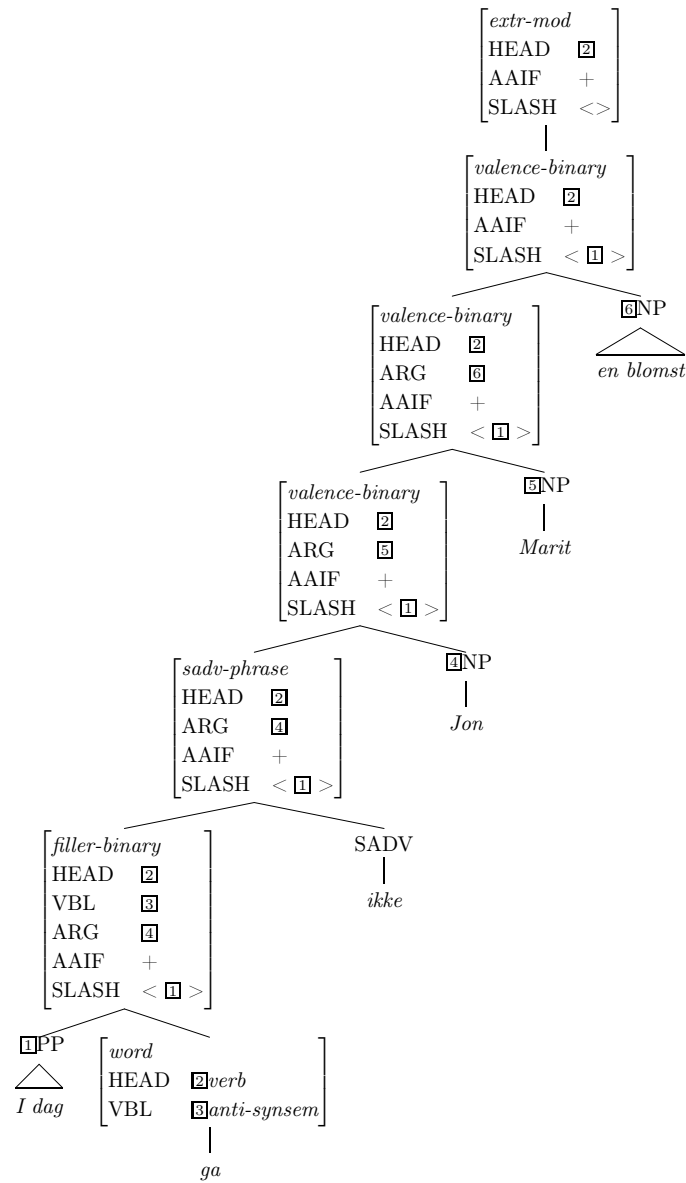 extr-mod
HEAD 2
AAIF +
SLASH <>
valence-binary
HEAD 2
AAIF +
SLASH < 1 >
valence-binary
HEAD 2
ARG 6
AAIF +
SLASH < 1 >
6NP
en blomst
valence-binary
HEAD 2
ARG 5
AAIF +
SLASH < 1 >
5NP
Marit
sadv-phrase
HEAD 2
ARG 4
AAIF +
SLASH < 1 >
4NP
Jon
filler-binary
HEAD 2
VBL 3
ARG 4
AAIF +
SLASH < 1 >
SADV
ikke
1PP
I dag
word
HEAD 2verb
VBL 3anti-synsem
ga